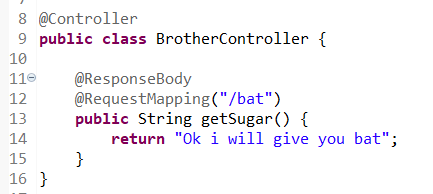 8 @Controller
9 public class BrotherController {
10
11 @ResponseBody
12 @RequestMapping("/bat")
13 public String getSugar() {
14 return "Ok i will give you bat";
15 }
16 }